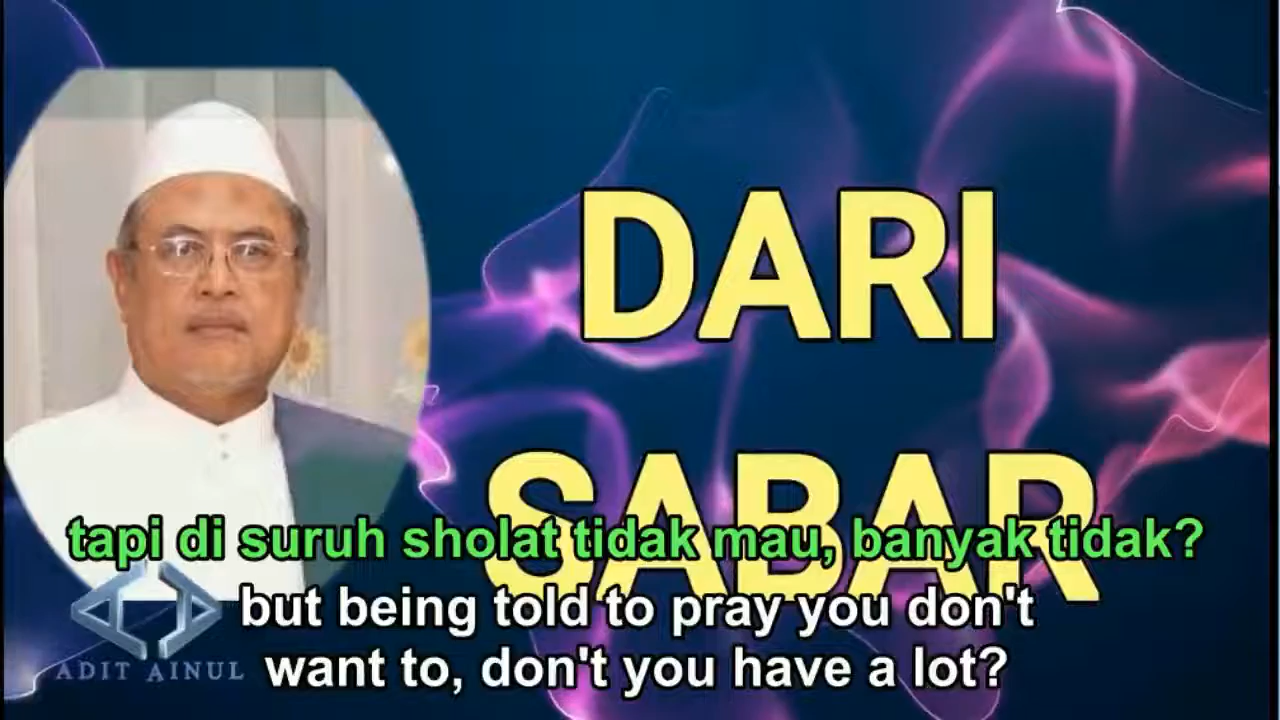 DARI
SABAR
tapi di suruh sholat tidak mau, banyak tidak?
but being told to pray you don't
want to, don't you have a lot?
ADIT AINUL